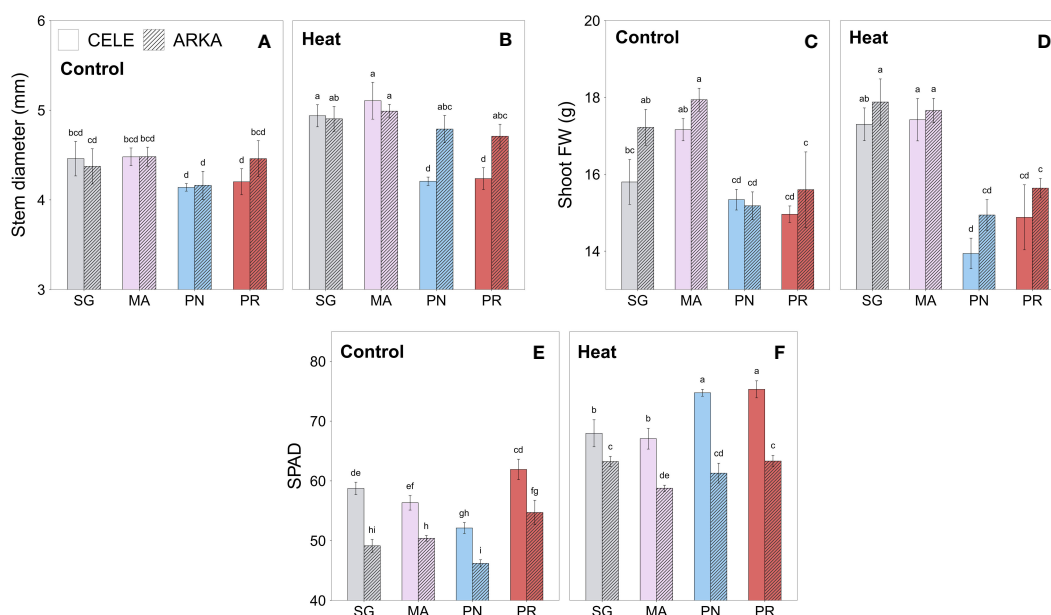 6
5
4
3
Stem diameter (mm)
CELE ARKA
A
Control
bcd cd bcd bcd d d d bcd
SG MA PN PR
Heat B
a ab a a d abc d abc
SG MA PN PR
20
18
16
14
Shoot FW (g)
Control C
bc ab ab a cd cd cd c
SG MA PN PR
Heat D
ab a ab a d cd cd c
SG MA PN PR
80
70
60
50
40
SPAD
Control E
de hi ef h gh i cd fg
SG MA PN PR
Heat F
b c b de a cd a c
SG MA PN PR